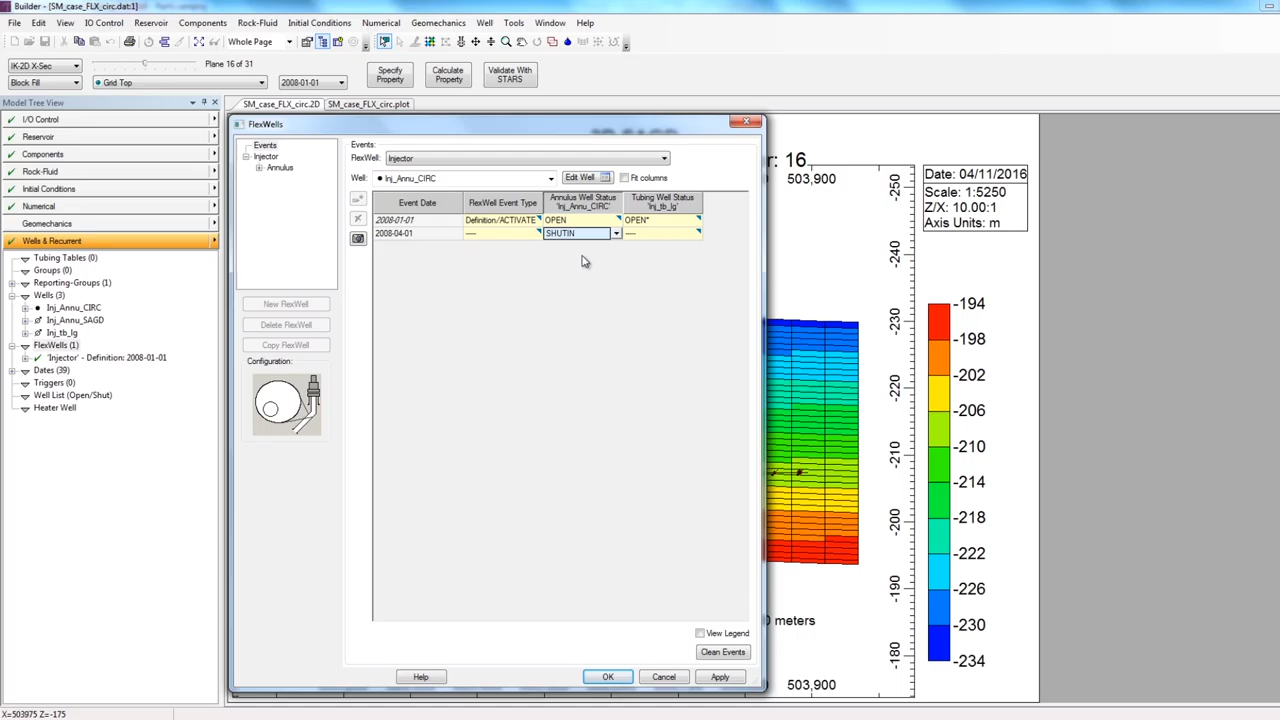 Builder - [SM_case_FLX_circ.dat:1]
File Edit View IO Control Reservoir Components Rock-Fluid Initial Conditions Numerical Geomechanics Well Tools Window Help
Whole Page
IK-2D X-Sec Plane 16 of 31
Block Fill Grid Top 2008-01-01
Specify Property
Calculate Property
Validate With STARS
Model Tree View
SM_case_FLX_circ.2D SM_case_FLX_circ.plot
I/O Control
Reservoir
Components
Rock-Fluid
Initial Conditions
Numerical
Geomechanics
Wells & Recurrent
Tubing Tables (0)
Groups (0)
Reporting-Groups (1)
Wells (3)
Inj_Annu_CIRC
Inj_Annu_SAGD
Inj_tb_lg
FlexWells (1)
'Injector' - Definition: 2008-01-01
Dates (39)
Triggers (0)
Well List (Open/Shut)
Heater Well
FlexWells
Events
Injector
Annulus
New FlexWell
Delete FlexWell
Copy FlexWell
Configuration:
Events:
FlexWell: Injector
Well: Inj_Annu_CIRC Edit Well Fit columns
Event Date FlexWell Event Type Annulus Well Status 'Inj_Annu_CIRC' Tubing Well Status 'Inj_tb_lg'
2008-01-01 Definition/ACTIVATE OPEN OPEN*
2008-04-01 ---- SHUTIN ----
View Legend
Clean Events
Help OK Cancel Apply
r: 16
503,900
-250
-240
-230
-220
-210
-200
-190
-180
0 meters
503,900
Date: 04/11/2016
Scale: 1:5250
Z/X: 10.00:1
Axis Units: m
-194
-198
-202
-206
-210
-214
-218
-222
-226
-230
-234
X=503975 Z=-175